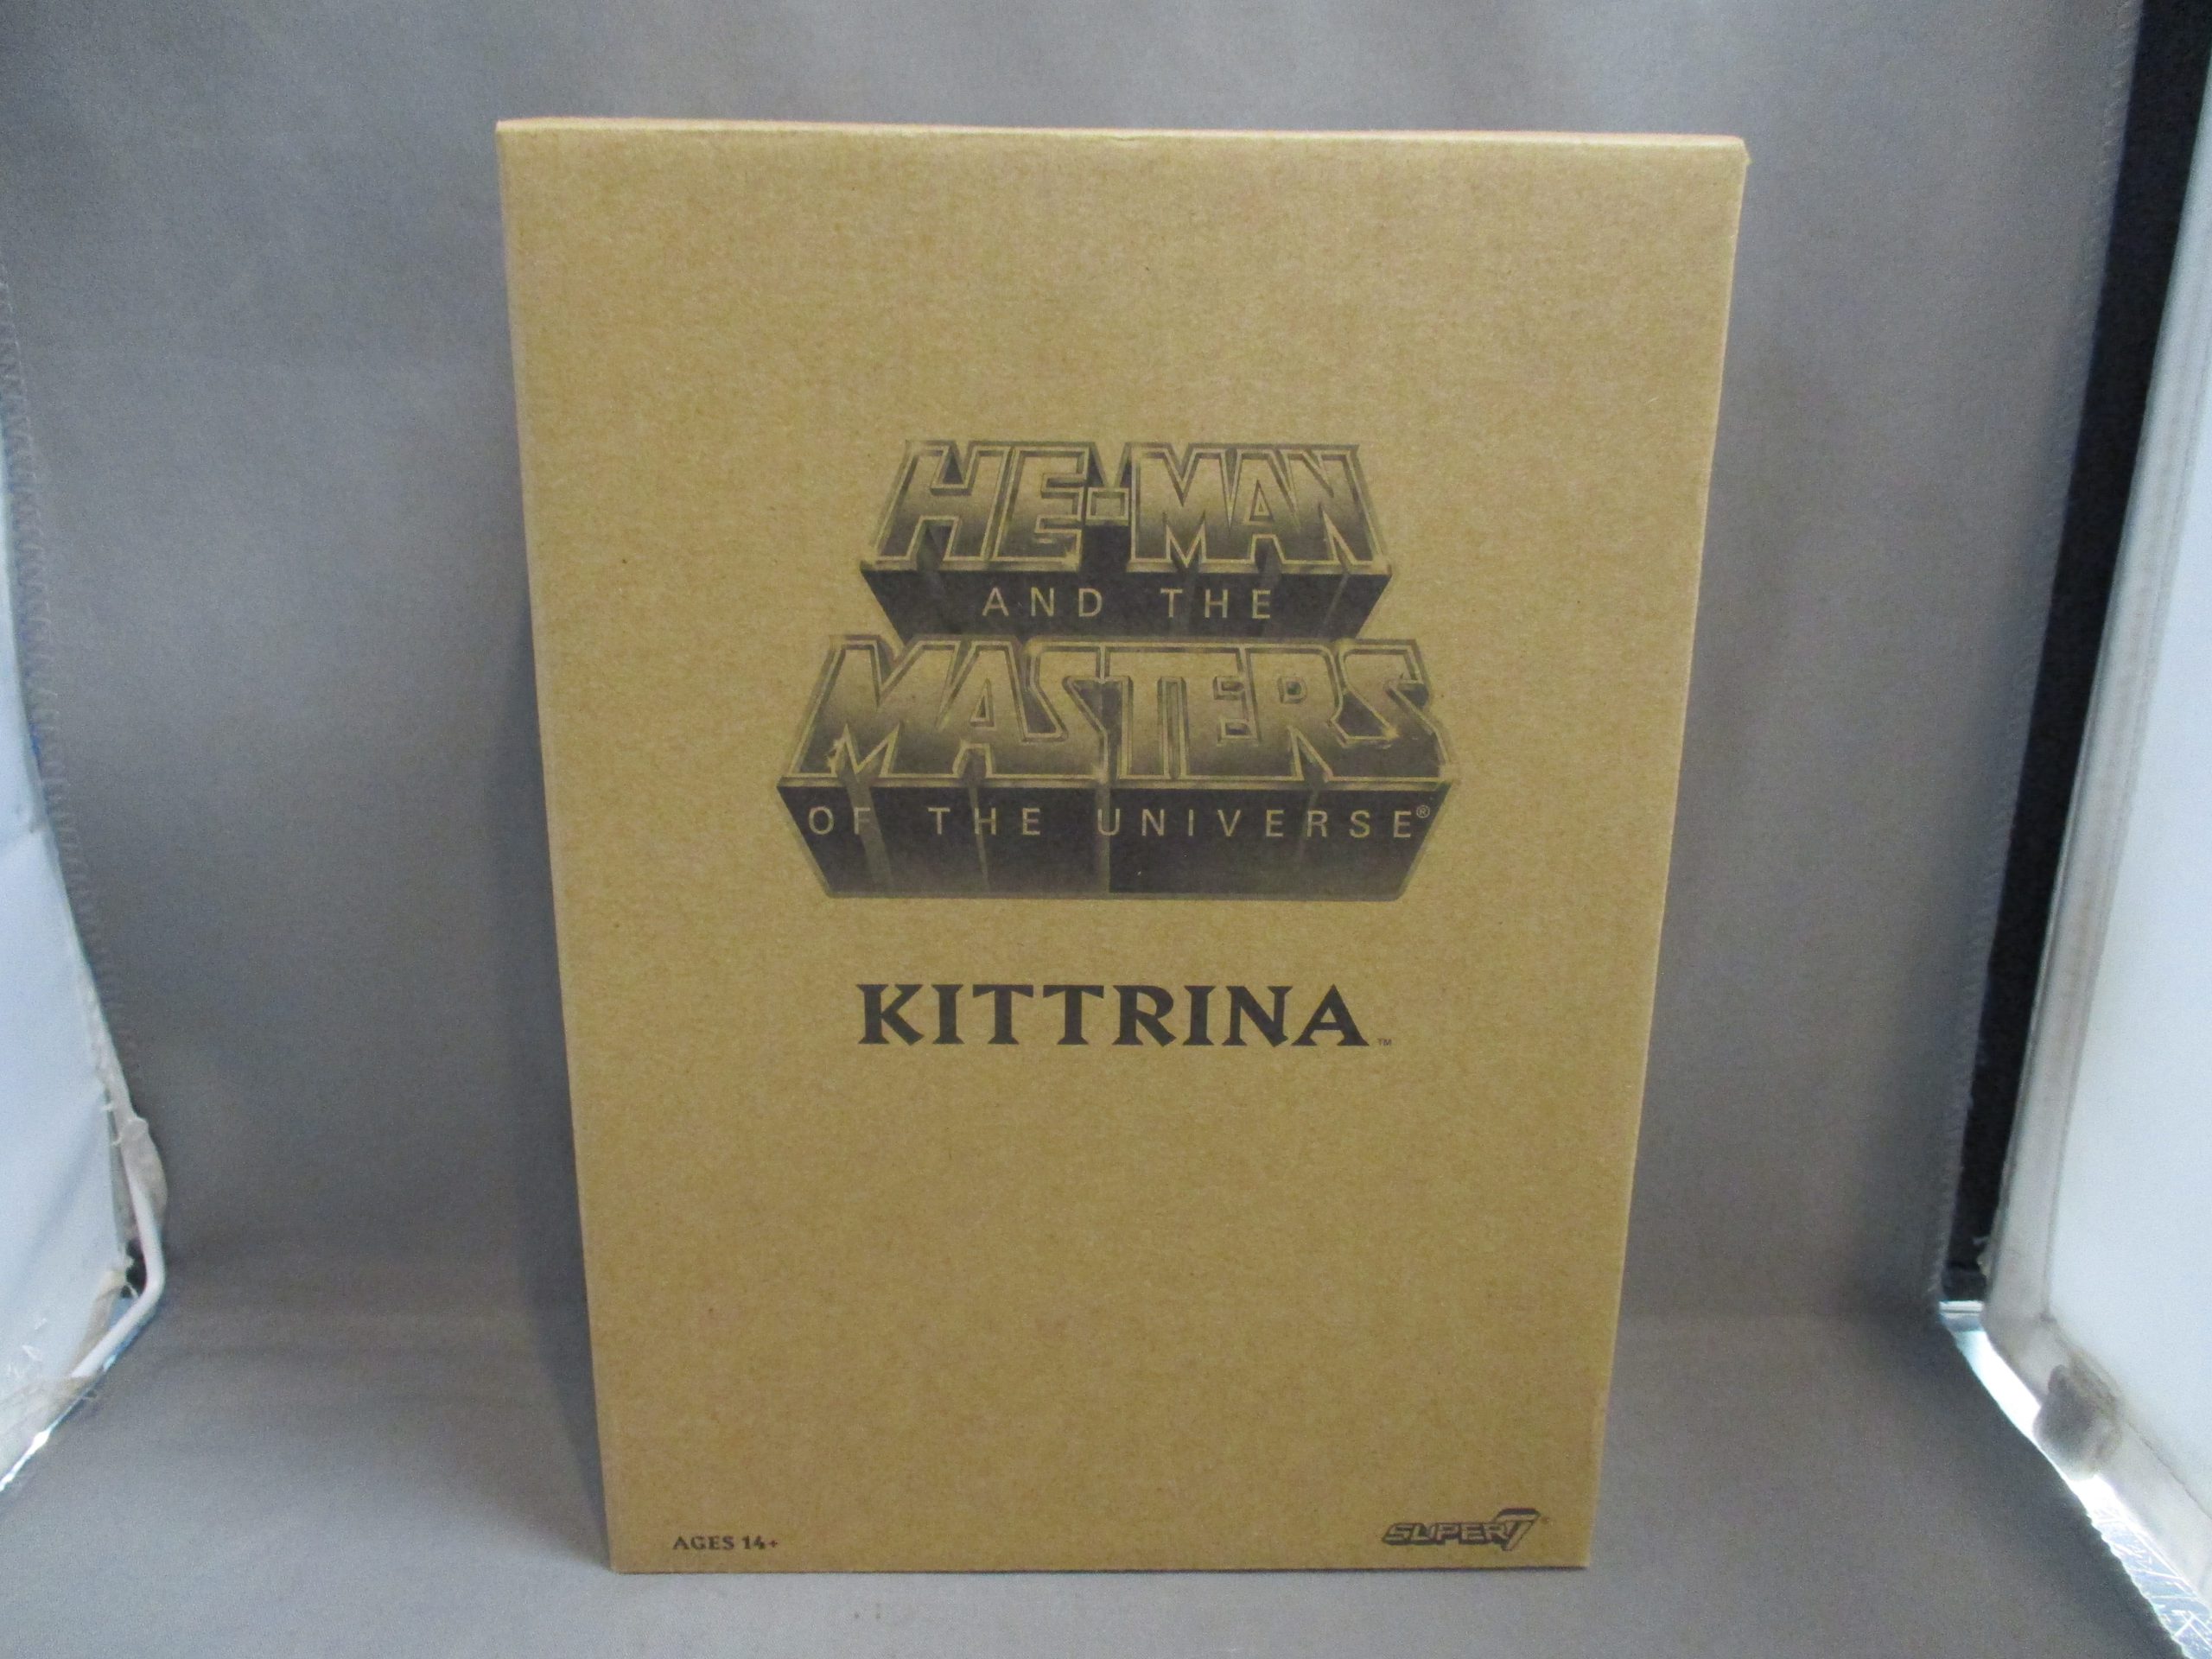 HE-MAN
AND THE
MASTERS
OF THE UNIVERSE®
KITTRINA™
AGES 14+
SUPER7®